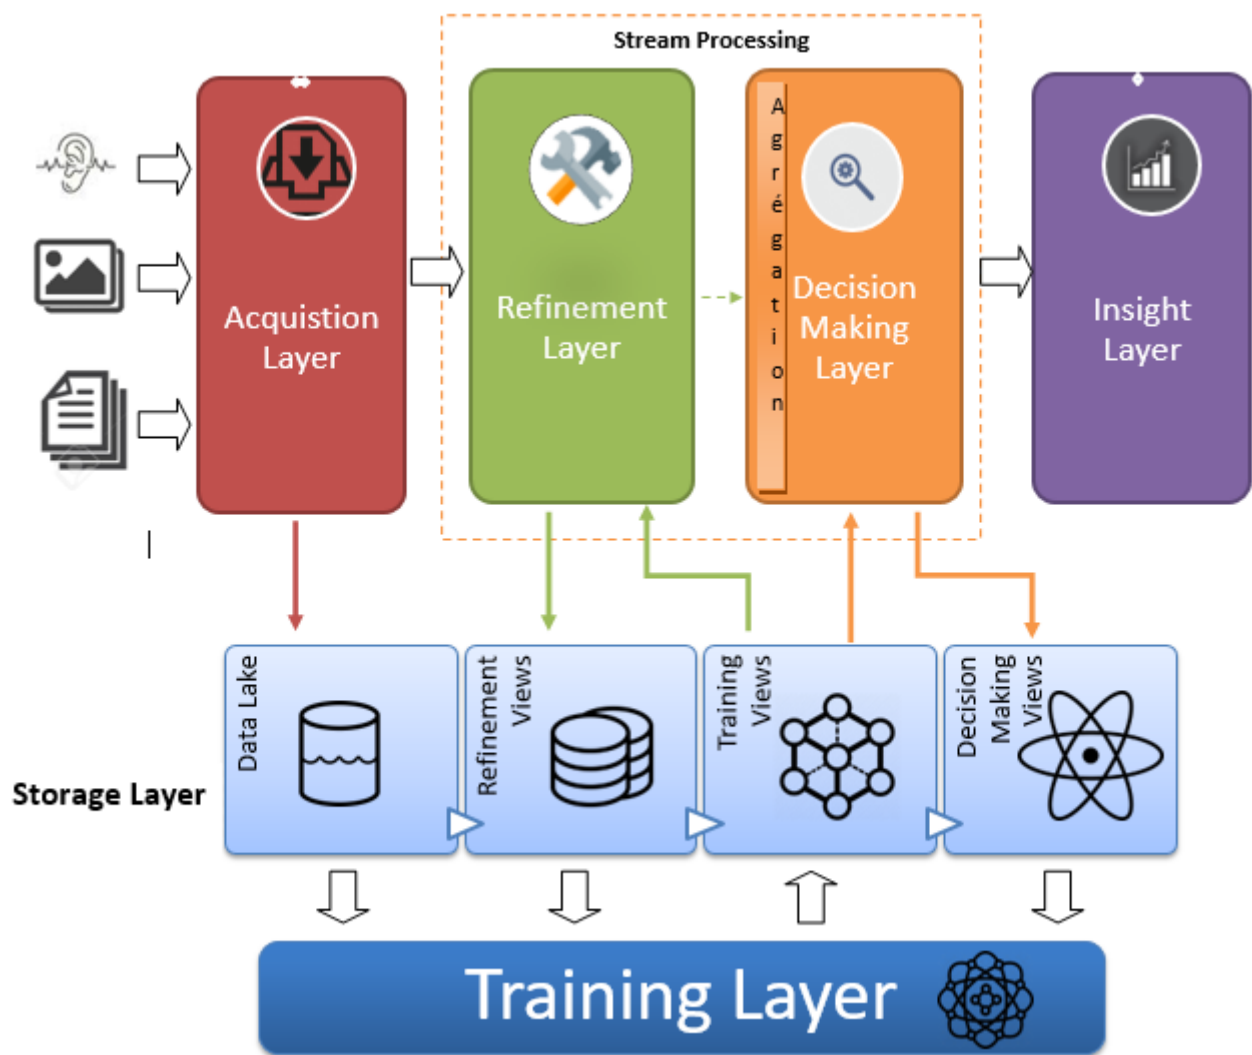 Stream Processing
Acquistion
Layer
Refinement
Layer
Agrégation
Decision
Making
Layer
Insight
Layer
Storage Layer
Data Lake
Refinement
Views
Training
Views
Decision
Making
Views
Training Layer